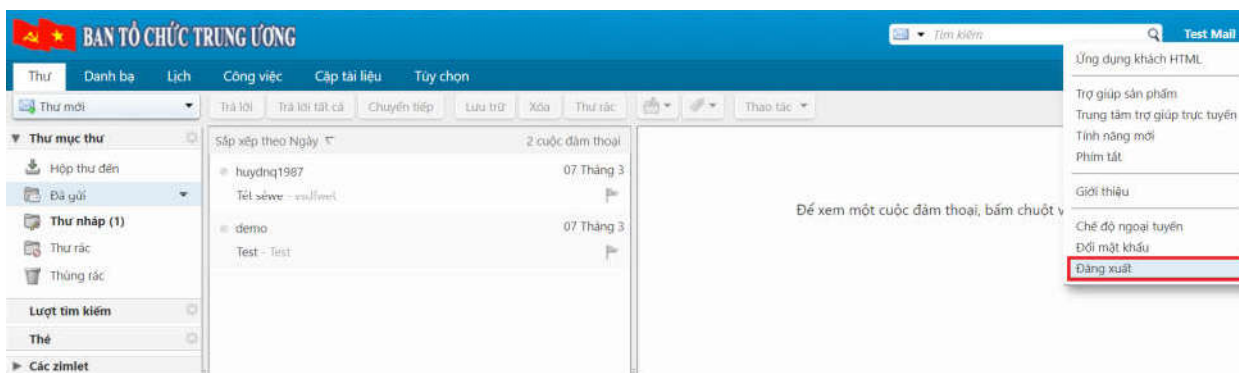 BAN TỔ CHỨC TRUNG ƯƠNG
Tìm kiếm
Test Mail
Thư Danh bạ Lịch Công việc Cặp tài liệu Tùy chọn
Thư mới
Trả lời Trả lời tất cả Chuyển tiếp Lưu trữ Xóa Thư rác Thao tác
Thư mục thư
Hộp thư đến
Đã gửi
Thư nháp (1)
Thư rác
Thùng rác
Lượt tìm kiếm
Thẻ
Các zimlet
Sắp xếp theo Ngày 2 cuộc đàm thoại
huydnq1987 07 Tháng 3
Tét sêwe -
demo 07 Tháng 3
Test - Test
Để xem một cuộc đàm thoại, bấm chuột v
Ứng dụng khách HTML
Trợ giúp sản phẩm
Trung tâm trợ giúp trực tuyến
Tính năng mới
Phím tắt
Giới thiệu
Chế độ ngoại tuyến
Đổi mật khẩu
Đăng xuất